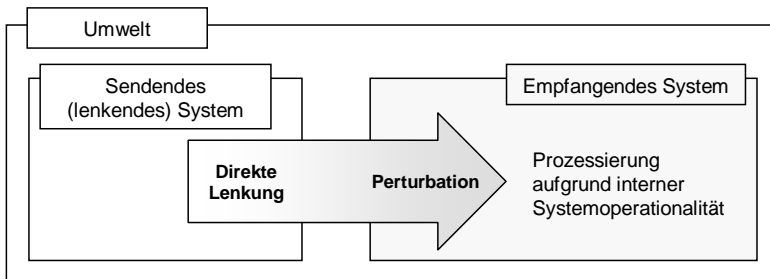 Umwelt
Sendendes
(lenkendes) System
Empfangendes System
Direkte
Lenkung
Perturbation
Prozessierung
aufgrund interner
Systemoperationalität